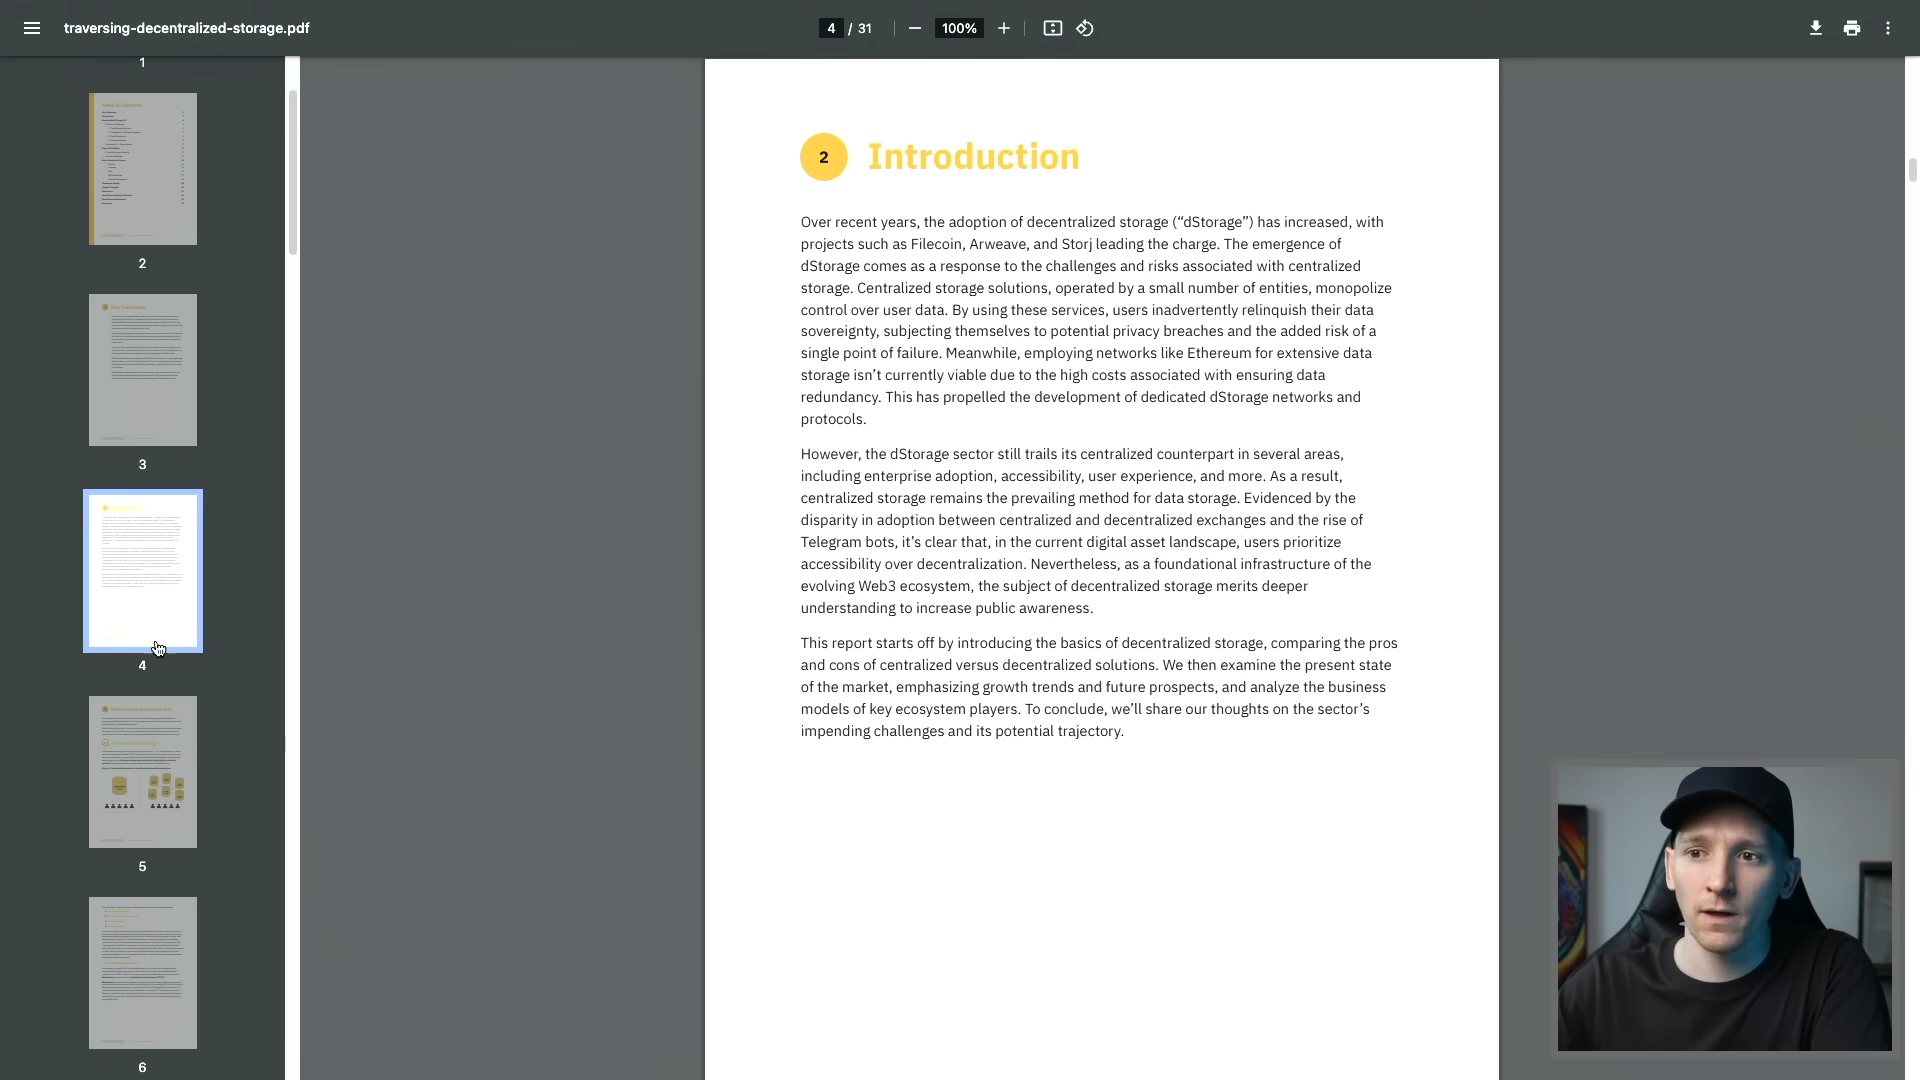 traversing-decentralized-storage.pdf
4 / 31
100%
1
2
3
4
5
6
2 Introduction
Over recent years, the adoption of decentralized storage (“dStorage”) has increased, with
projects such as Filecoin, Arweave, and Storj leading the charge. The emergence of
dStorage comes as a response to the challenges and risks associated with centralized
storage. Centralized storage solutions, operated by a small number of entities, monopolize
control over user data. By using these services, users inadvertently relinquish their data
sovereignty, subjecting themselves to potential privacy breaches and the added risk of a
single point of failure. Meanwhile, employing networks like Ethereum for extensive data
storage isn’t currently viable due to the high costs associated with ensuring data
redundancy. This has propelled the development of dedicated dStorage networks and
protocols.
However, the dStorage sector still trails its centralized counterpart in several areas,
including enterprise adoption, accessibility, user experience, and more. As a result,
centralized storage remains the prevailing method for data storage. Evidenced by the
disparity in adoption between centralized and decentralized exchanges and the rise of
Telegram bots, it’s clear that, in the current digital asset landscape, users prioritize
accessibility over decentralization. Nevertheless, as a foundational infrastructure of the
evolving Web3 ecosystem, the subject of decentralized storage merits deeper
understanding to increase public awareness.
This report starts off by introducing the basics of decentralized storage, comparing the pros
and cons of centralized versus decentralized solutions. We then examine the present state
of the market, emphasizing growth trends and future prospects, and analyze the business
models of key ecosystem players. To conclude, we’ll share our thoughts on the sector’s
impending challenges and its potential trajectory.